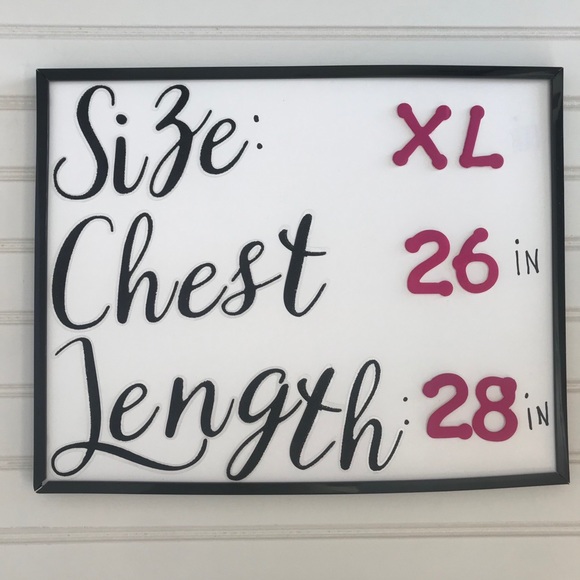 Size: XL
Chest 26 in
Length: 28 in